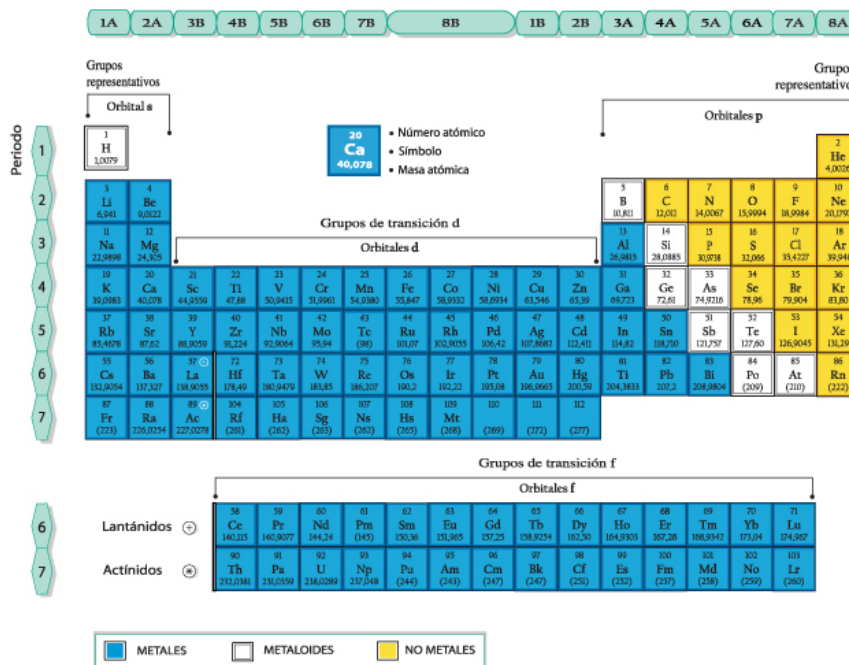 1A 2A 3B 4B 5B 6B 7B 8B 1B 2B 3A 4A 5A 6A 7A 8A
Grupos
representativos
Orbital s
Grupo
representativo
Orbitales p
Periodo
20
Ca
40,078
• Número atómico
• Símbolo
• Masa atómica
1 2
1 H He
1,0079 4,0026
3 4 5 6 7 8 9 10
2 Li Be B C N O F Ne
6,941 9,0122 10,811 12,011 14,0067 15,9994 18,9984 20,179
Grupos de transición d
Orbitales d
11 12 13 14 15 16 17 18
3 Na Mg Al Si P S Cl Ar
22,9898 24,305 26,9815 28,0885 30,9738 32,066 39,948
19 20 21 22 23 24 25 26 27 28 29 30 31 32 33 34 35 36
4 K Ca Sc Ti V Cr Mn Fe Co Ni Cu Zn Ga Ge As Se Br Kr
39,0983 40,078 44,9559 47,88 50,9415 51,9961 54,9380 55,847 58,9332 58,6934 63,546 65,39 69,723 72,61 74,9216 78,96 79,904 83,80
37 38 39 40 41 42 43 44 45 46 47 48 49 50 51 52 53 54
5 Rb Sr Y Zr Nb Mo Tc Ru Rh Pd Ag Cd In Sn Sb Te I Xe
85,4678 87,62 88,9059 91,224 92,9064 95,94 (98) 101,07 102,9055 106,42 107,8682 112,411 114,82 118,710 121,757 127,60 126,9045 131,29
55 56 57 72 73 74 75 76 77 78 79 80 81 82 83 84 85 86
6 Cs Ba La Hf Ta W Re Os Ir Pt Au Hg Ti Pb Bi Po At Rn
132,9054 137,327 138,9055 178,49 180,9479 183,85 186,207 190,2 192,22 195,08 196,9665 200,59 204,3833 207,2 208,9804 (209) (210) (222)
87 88 89 104 105 106 107 108 109 110 111 112
7 Fr Ra Ac Rf Ha Sg Ns Hs Mt
(223) 226,0254 227,0278 (261) (262) (263) (262) (265) (268) (269) (272) (277)
Grupos de transición f
Orbitales f
58 59 60 61 62 63 64 65 66 67 68 69 70 71
6 Lantánidos Ce Pr Nd Pm Sm Eu Gd Tb Dy Ho Er Tm Yb Lu
140,115 140,9077 144,24 (145) 150,36 151,965 157,25 158,9254 162,50 164,9303 167,26 168,9342 173,04 174,967
90 91 92 93 94 95 96 97 98 99 100 101 102 103
7 Actínidos Th Pa U Np Pu Am Cm Bk Cf Es Fm Md No Lr
232,0381 231,0359 238,0289 237,048 (244) (243) (247) (247) (251) (252) (258) (259) (260)
METALES METALOIDES NO METALES